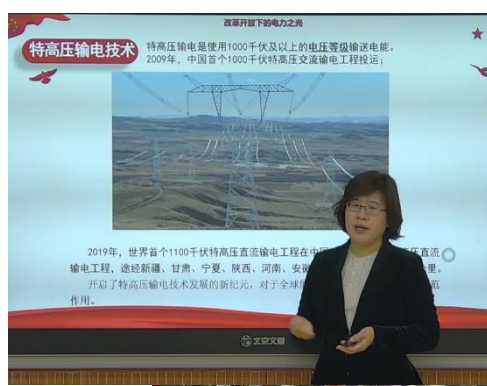 改革开放下的电力之光
特高压输电技术
特高压输电是使用1000千伏及以上的电压等级输送电能。
2009年，中国首个1000千伏特高压交流输电工程投运；
2019年，世界首个1100千伏特高压直流输电工程在中国
压直流
输电工程，途经新疆、甘肃、宁夏、陕西、河南、安徽
里。
开启了特高压输电技术发展的新纪元，对于全球
范
作用。